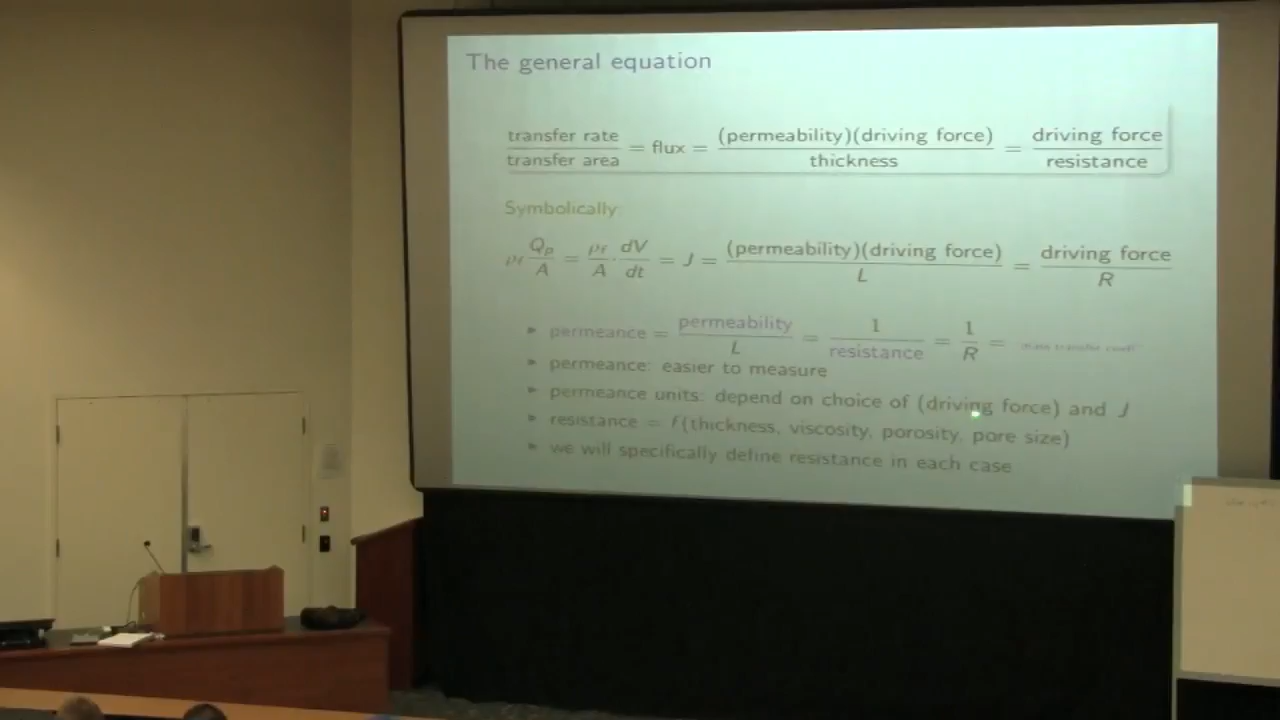 The general equation
transfer rate / transfer area = flux = (permeability)(driving force) / thickness = driving force / resistance
Symbolically:
ρf Qp / A = ρf / A · dV / dt = J = (permeability)(driving force) / L = driving force / R
▸ permeance = permeability / L = 1 / resistance = 1 / R = mass transfer coeff
▸ permeance: easier to measure
▸ permeance units: depend on choice of (driving force) and J
▸ resistance = f(thickness, viscosity, porosity, pore size)
▸ we will specifically define resistance in each case